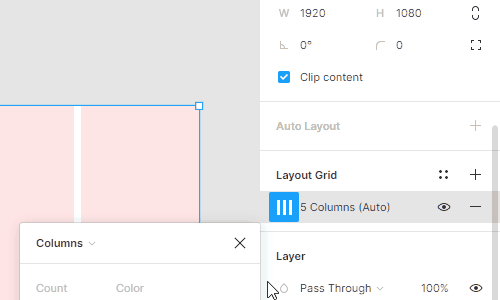 W 1920 H 1080
0° 0
Clip content
Auto Layout
Layout Grid
5 Columns (Auto)
Columns
Layer
Count Color
Pass Through 100%